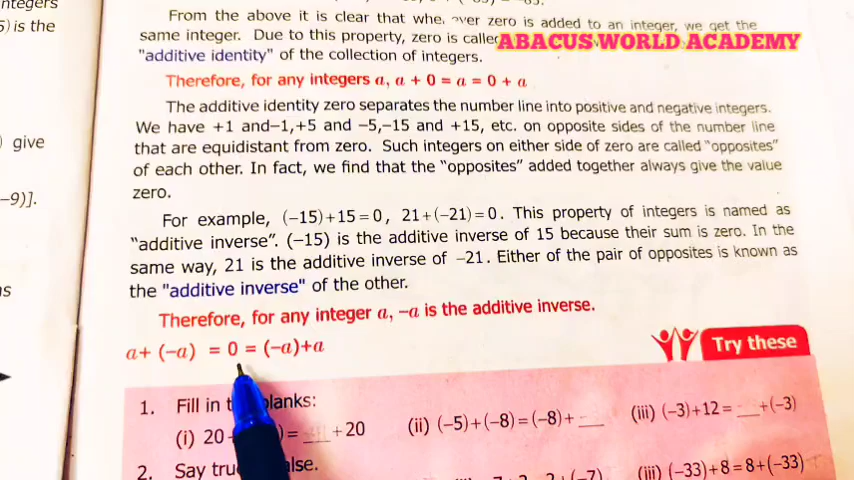 ntegers
5) is the
) give
-9)].
From the above it is clear that whe ver zero is added to an integer, we get the
same integer. Due to this property, zero is calle
ABACUS WORLD ACADEMY
"additive identity" of the collection of integers.
Therefore, for any integers a, a + 0 = a = 0 + a
The additive identity zero separates the number line into positive and negative integers.
We have +1 and-1,+5 and -5,-15 and +15, etc. on opposite sides of the number line
that are equidistant from zero. Such integers on either side of zero are called "opposites"
of each other. In fact, we find that the "opposites" added together always give the value
zero.
For example, (-15)+15=0, 21+(-21)=0. This property of integers is named as
"additive inverse". (-15) is the additive inverse of 15 because their sum is zero. In the
same way, 21 is the additive inverse of -21. Either of the pair of opposites is known as
the "additive inverse" of the other.
Therefore, for any integer a, -a is the additive inverse.
a+ (-a) = 0 = (-a)+a
Try these
1. Fill in t lanks:
(i) 20 )= __ +20 (ii) (-5)+(-8)=(-8)+ __ (iii) (-3)+12= __+(-3)
2. Say tru lse.
(iii) (-33)+8=8+(-33)